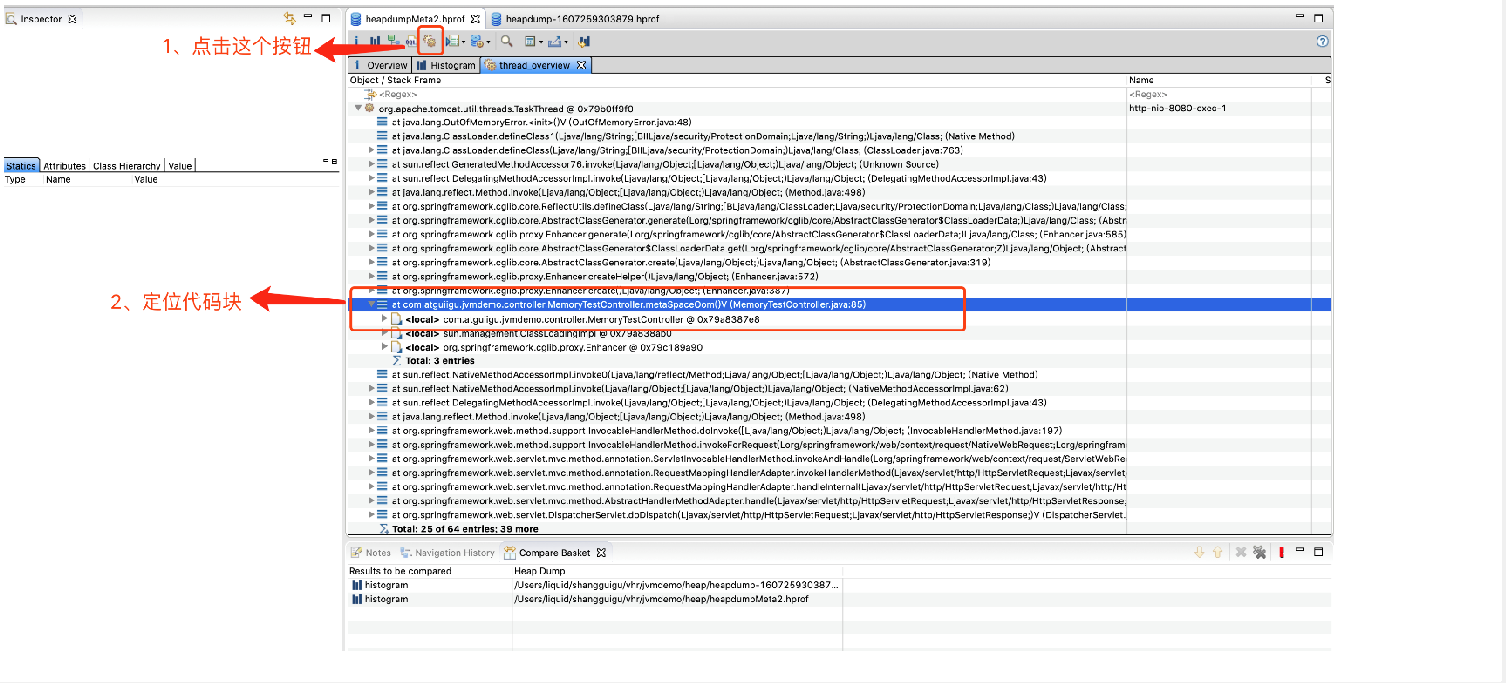 Inspector
heapdumpMeta2.hprof
heapdump-1607259303879.hprof
1、点击这个按钮
Overview
Histogram
thread_overview
Object / Stack Frame
Name
S
<Regex>
<Regex>
org.apache.tomcat.util.threads.TaskThread @ 0x79b0ff9f0
http-nio-8080-exec-1
at java.lang.OutOfMemoryError.<init>()V (OutOfMemoryError.java:48)
at java.lang.ClassLoader.defineClass1(Ljava/lang/String;[BIILjava/security/ProtectionDomain;Ljava/lang/String;)Ljava/lang/Class; (Native Method)
at java.lang.ClassLoader.defineClass(Ljava/lang/String;[BIILjava/security/ProtectionDomain;)Ljava/lang/Class; (ClassLoader.java:763)
at sun.reflect.GeneratedMethodAccessor76.invoke(Ljava/lang/Object;[Ljava/lang/Object;)Ljava/lang/Object; (Unknown Source)
at sun.reflect.DelegatingMethodAccessorImpl.invoke(Ljava/lang/Object;[Ljava/lang/Object;)Ljava/lang/Object; (DelegatingMethodAccessorImpl.java:43)
at java.lang.reflect.Method.invoke(Ljava/lang/Object;[Ljava/lang/Object;)Ljava/lang/Object; (Method.java:498)
at org.springframework.cglib.core.ReflectUtils.defineClass(Ljava/lang/String;[BLjava/lang/ClassLoader;Ljava/security/ProtectionDomain;Ljava/lang/Class;)Ljava/lang/Class;
at org.springframework.cglib.core.AbstractClassGenerator.generate(Lorg/springframework/cglib/core/AbstractClassGenerator$ClassLoaderData;)Ljava/lang/Class; (Abstr
at org.springframework.cglib.proxy.Enhancer.generate(Lorg/springframework/cglib/core/AbstractClassGenerator$ClassLoaderData;)Ljava/lang/Class; (Enhancer.java:585)
at org.springframework.cglib.core.AbstractClassGenerator$ClassLoaderData.get(Lorg/springframework/cglib/core/AbstractClassGenerator;Z)Ljava/lang/Object; (Abstract
at org.springframework.cglib.core.AbstractClassGenerator.create(Ljava/lang/Object;)Ljava/lang/Object; (AbstractClassGenerator.java:319)
at org.springframework.cglib.proxy.Enhancer.createHelper()Ljava/lang/Object; (Enhancer.java:572)
at org.springframework.cglib.proxy.Enhancer.create()Ljava/lang/Object; (Enhancer.java:387)
2、定位代码块
at com.atguigu.jvmdemo.controller.MemoryTestController.metaSpaceOom()V (MemoryTestController.java:85)
<local> com.atguigu.jvmdemo.controller.MemoryTestController @ 0x79a8387e8
<local> sun.management.ClassLoadingImpl @ 0x79a838ab0
<local> org.springframework.cglib.proxy.Enhancer @ 0x79c189a90
Total: 3 entries
at sun.reflect.NativeMethodAccessorImpl.invoke0(Ljava/lang/reflect/Method;Ljava/lang/Object;[Ljava/lang/Object;)Ljava/lang/Object; (Native Method)
at sun.reflect.NativeMethodAccessorImpl.invoke(Ljava/lang/Object;[Ljava/lang/Object;)Ljava/lang/Object; (NativeMethodAccessorImpl.java:62)
at sun.reflect.DelegatingMethodAccessorImpl.invoke(Ljava/lang/Object;[Ljava/lang/Object;)Ljava/lang/Object; (DelegatingMethodAccessorImpl.java:43)
at java.lang.reflect.Method.invoke(Ljava/lang/Object;[Ljava/lang/Object;)Ljava/lang/Object; (Method.java:498)
at org.springframework.web.method.support.InvocableHandlerMethod.doInvoke([Ljava/lang/Object;)Ljava/lang/Object; (InvocableHandlerMethod.java:197)
at org.springframework.web.method.support.InvocableHandlerMethod.invokeForRequest(Lorg/springframework/web/context/request/NativeWebRequest;Lorg/springfram
at org.springframework.web.servlet.mvc.method.annotation.ServletInvocableHandlerMethod.invokeAndHandle(Lorg/springframework/web/context/request/ServletWebRe
at org.springframework.web.servlet.mvc.method.annotation.RequestMappingHandlerAdapter.invokeHandlerMethod(Ljavax/servlet/http/HttpServletRequest;Ljavax/servlet
at org.springframework.web.servlet.mvc.method.annotation.RequestMappingHandlerAdapter.handleInternal(Ljavax/servlet/http/HttpServletRequest;Ljavax/servlet/htt
at org.springframework.web.servlet.mvc.method.AbstractHandlerMethodAdapter.handle(Ljavax/servlet/http/HttpServletRequest;Ljavax/servlet/http/HttpServletResponse;
at org.springframework.web.servlet.DispatcherServlet.doDispatch(Ljavax/servlet/http/HttpServletRequest;Ljavax/servlet/http/HttpServletResponse;)V (DispatcherServlet.
Total: 25 of 64 entries; 39 more
Statics
Attributes
Class Hierarchy
Value
Type
Name
Value
Notes
Navigation History
Compare Basket
Results to be compared
Heap Dump
histogram
/Users/liquid/shangguigu/vhr/jvmdemo/heap/heapdump-160725930387...
histogram
/Users/liquid/shangguigu/vhr/jvmdemo/heap/heapdumpMeta2.hprof